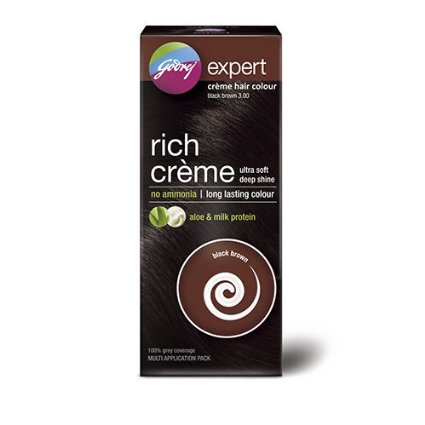 Godrej
expert
crème hair colour
black brown 3.00
rich
crème
ultra soft
deep shine
no ammonia | long lasting colour
aloe & milk protein
black brown
100% grey coverage
MULTI APPLICATION PACK